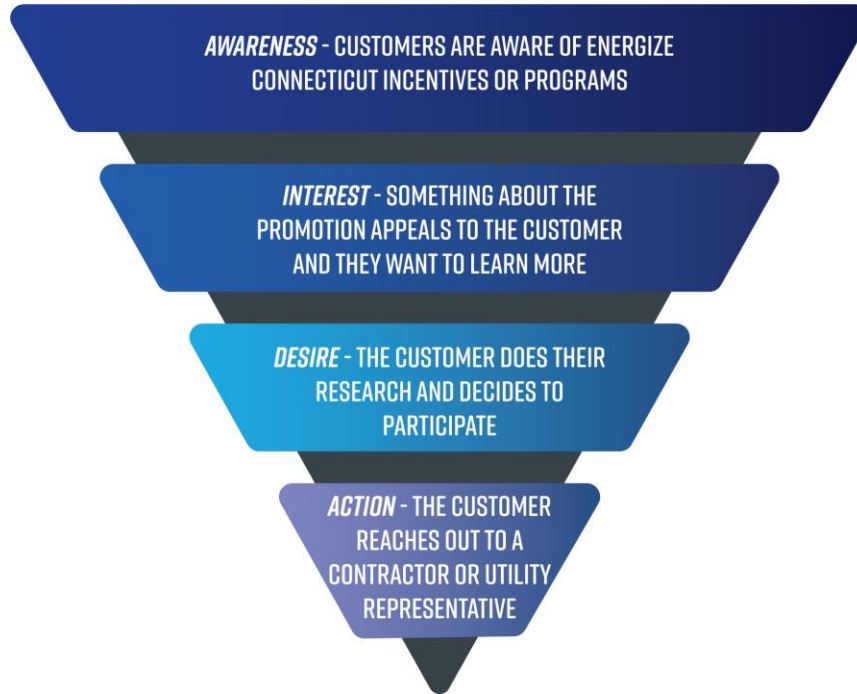 AWARENESS - CUSTOMERS ARE AWARE OF ENERGIZE
CONNECTICUT INCENTIVES OR PROGRAMS
INTEREST - SOMETHING ABOUT THE
PROMOTION APPEALS TO THE CUSTOMER
AND THEY WANT TO LEARN MORE
DESIRE - THE CUSTOMER DOES THEIR
RESEARCH AND DECIDES TO
PARTICIPATE
ACTION - THE CUSTOMER
REACHES OUT TO A
CONTRACTOR OR UTILITY
REPRESENTATIVE